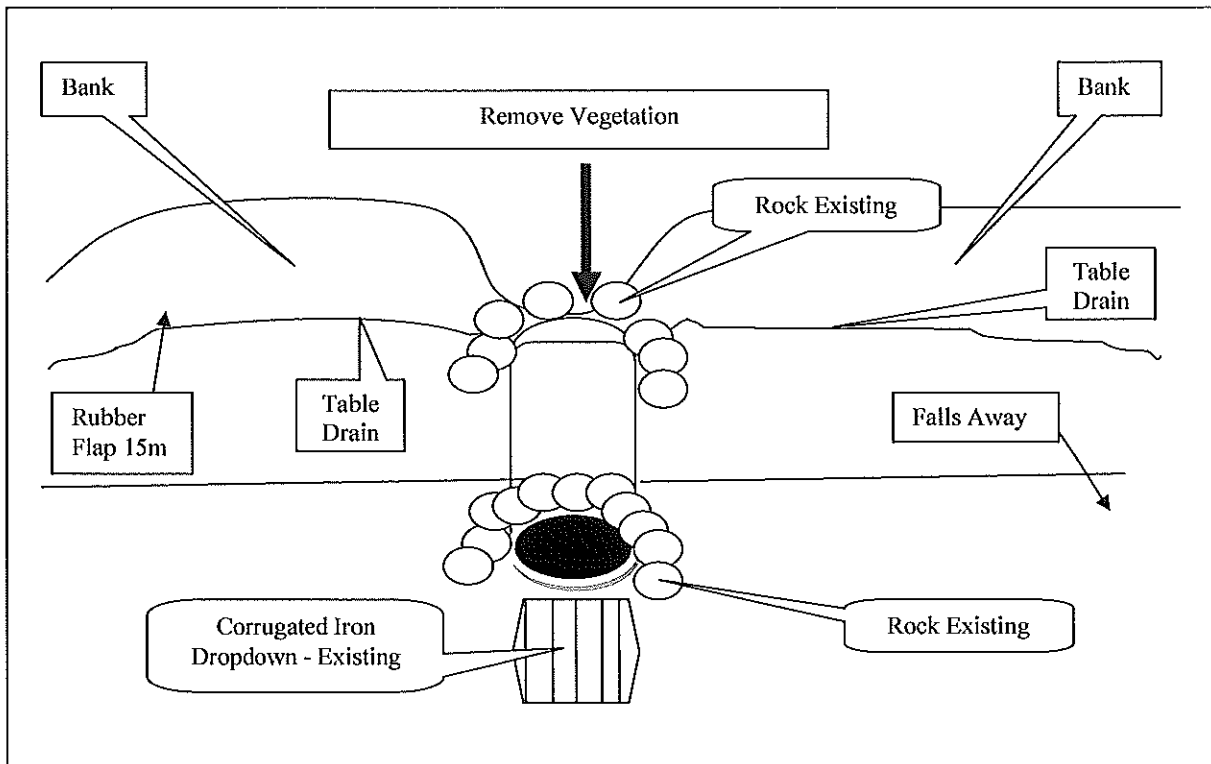 Bank
Bank
Remove Vegetation
Rock Existing
Table
Drain
Rubber
Flap 15m
Table
Drain
Falls Away
Corrugated Iron
Dropdown - Existing
Rock Existing